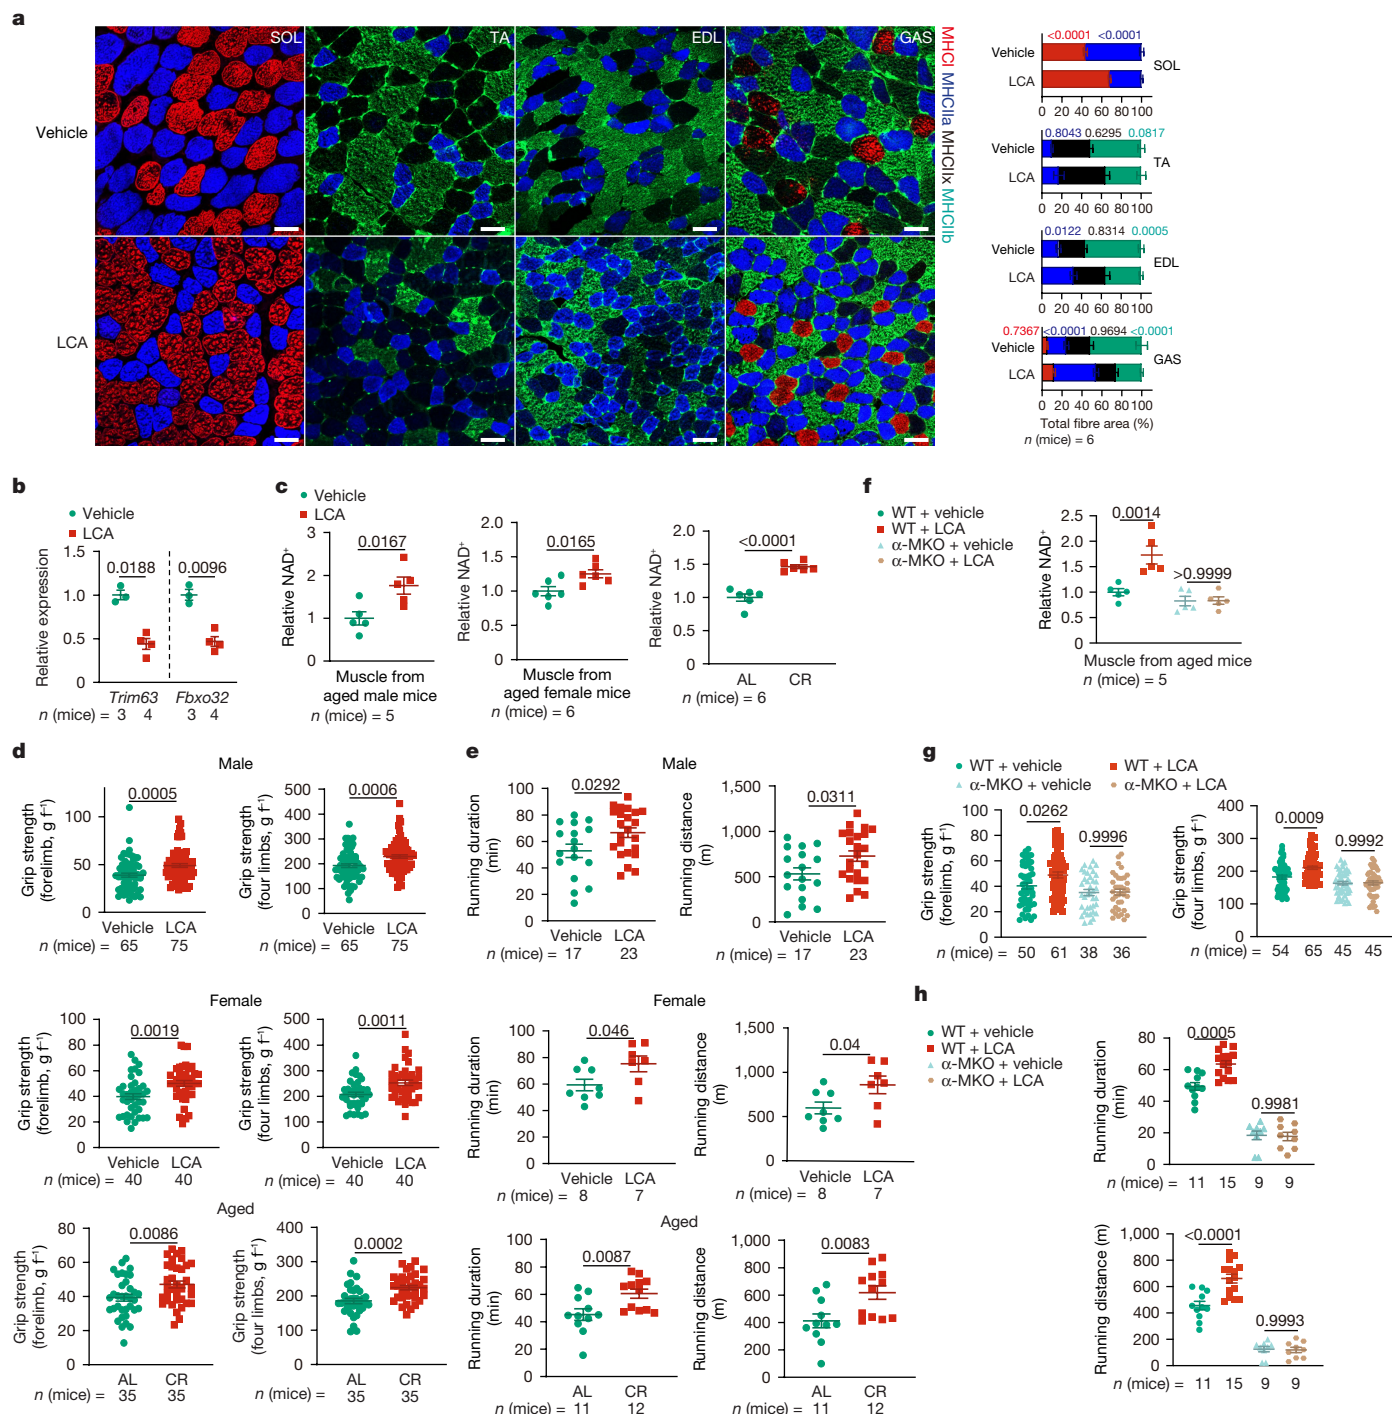 a
SOL
TA
EDL
GAS
Vehicle
LCA
MHCI MHCIIa MHCIIx MHCIIb
<0.0001 <0.0001
Vehicle
LCA
SOL
0 20 40 60 80 100
0.8043 0.6295 0.0817
Vehicle
LCA
TA
0 20 40 60 80 100
0.0122 0.8314 0.0005
Vehicle
LCA
EDL
0 20 40 60 80 100
0.7367 <0.0001 0.9694 <0.0001
Vehicle
LCA
GAS
0 20 40 60 80 100
Total fibre area (%)
n (mice) = 6
b
Vehicle
LCA
Relative expression
1.5
1.0
0.5
0
0.0188
0.0096
Trim63 Fbxo32
n (mice) = 3 4 3 4
c
Vehicle
LCA
Relative NAD⁺
3
2
1
0
0.0167
Muscle from
aged male mice
n (mice) = 5
Relative NAD⁺
2.0
1.5
1.0
0.5
0
0.0165
Muscle from
aged female mice
n (mice) = 6
Relative NAD⁺
2.0
1.5
1.0
0.5
0
<0.0001
AL CR
n (mice) = 6
f
WT + vehicle
WT + LCA
α-MKO + vehicle
α-MKO + LCA
Relative NAD⁺
2.5
2.0
1.5
1.0
0.5
0
0.0014
>0.9999
Muscle from aged mice
n (mice) = 5
d
Male
Grip strength
(forelimb, g f⁻¹)
100
50
0
0.0005
Vehicle LCA
n (mice) = 65 75
Grip strength
(four limbs, g f⁻¹)
500
400
300
200
100
0
0.0006
Vehicle LCA
n (mice) = 65 75
Female
Grip strength
(forelimb, g f⁻¹)
100
80
60
40
20
0
0.0019
Vehicle LCA
n (mice) = 40 40
Grip strength
(four limbs, g f⁻¹)
500
400
300
200
100
0
0.0011
Vehicle LCA
n (mice) = 40 40
Aged
Grip strength
(forelimb, g f⁻¹)
80
60
40
20
0
0.0086
AL CR
n (mice) = 35 35
Grip strength
(four limbs, g f⁻¹)
400
300
200
100
0
0.0002
AL CR
n (mice) = 35 35
e
Male
Running duration
(min)
100
80
60
40
20
0
0.0292
Vehicle LCA
n (mice) = 17 23
Running distance
(m)
1,500
1,000
500
0
0.0311
Vehicle LCA
n (mice) = 17 23
Female
Running duration
(min)
100
80
60
40
20
0
0.046
Vehicle LCA
n (mice) = 8 7
Running distance
(m)
1,500
1,000
500
0
0.04
Vehicle LCA
n (mice) = 8 7
Aged
Running duration
(min)
100
80
60
40
20
0
0.0087
AL CR
n (mice) = 11 12
Running distance
(m)
1,000
800
600
400
200
0
0.0083
AL CR
n (mice) = 11 12
g
WT + vehicle WT + LCA
α-MKO + vehicle α-MKO + LCA
Grip strength
(forelimb, g f⁻¹)
100
80
60
40
20
0
0.0262
0.9996
n (mice) = 50 61 38 36
Grip strength
(four limbs, g f⁻¹)
400
300
200
100
0
0.0009
0.9992
n (mice) = 54 65 45 45
h
WT + vehicle
WT + LCA
α-MKO + vehicle
α-MKO + LCA
Running duration
(min)
80
60
40
20
0
0.0005
0.9981
n (mice) = 11 15 9 9
Running distance (m)
1,000
800
600
400
200
0
<0.0001
0.9993
n (mice) = 11 15 9 9